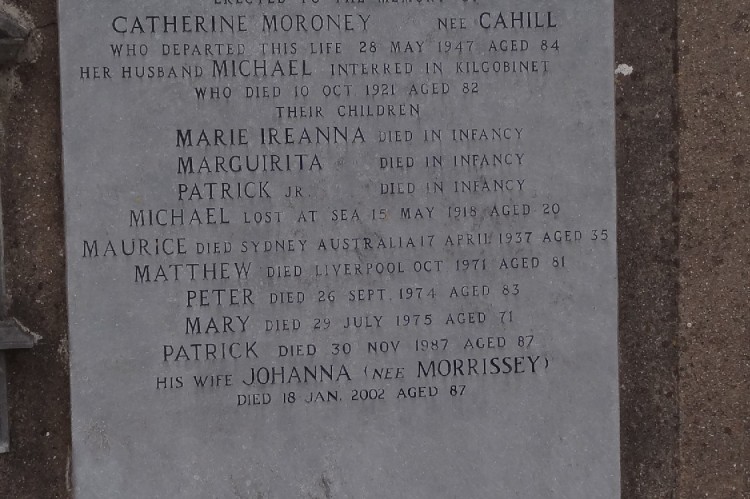 ERECTED TO THE MEMORY OF
CATHERINE MORONEY NEE CAHILL
WHO DEPARTED THIS LIFE 28 MAY 1947 AGED 84
HER HUSBAND MICHAEL INTERRED IN KILGOBINET
WHO DIED 10 OCT 1921 AGED 82
THEIR CHILDREN
MARIE IREANNA DIED IN INFANCY
MARGUIRITA DIED IN INFANCY
PATRICK JR. DIED IN INFANCY
MICHAEL LOST AT SEA 15 MAY 1918 AGED 20
MAURICE DIED SYDNEY AUSTRALIA 17 APRIL 1937 AGED 35
MATTHEW DIED LIVERPOOL OCT 1971 AGED 81
PETER DIED 26 SEPT. 1974 AGED 83
MARY DIED 29 JULY 1975 AGED 71
PATRICK DIED 30 NOV 1987 AGED 87
HIS WIFE JOHANNA (NEE MORRISSEY)
DIED 18 JAN. 2002 AGED 87